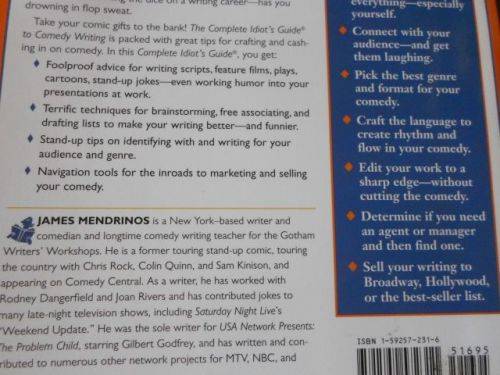 drowning in flop sweat.
Take your comic gifts to the bank! The Complete Idiot's Guide®
to Comedy Writing is packed with great tips for crafting and cash-
ing in on comedy. In this Complete Idiot's Guide®, you get:
Foolproof advice for writing scripts, feature films, plays,
cartoons, stand-up jokes—even working humor into your
presentations at work.
Terrific techniques for brainstorming, free associating, and
drafting lists to make your writing better—and funnier.
Stand-up tips on identifying with and writing for your
audience and genre.
Navigation tools for the inroads to marketing and selling
your comedy.
JAMES MENDRINOS is a New York–based writer and
comedian and longtime comedy writing teacher for the Gotham
Writers' Workshops. He is a former touring stand-up comic, touring
the country with Chris Rock, Colin Quinn, and Sam Kinison, and
appearing on Comedy Central. As a writer, he has worked with
Rodney Dangerfield and Joan Rivers and has contributed jokes to
many late-night television shows, including Saturday Night Live's
"Weekend Update." He was the sole writer for USA Network Presents:
The Problem Child, starring Gilbert Godfrey, and has written and con-
tributed to numerous other network projects for MTV, NBC, and
everything—especially
yourself.
Connect with your
audience—and get
them laughing.
Pick the best genre
and format for your
comedy.
Craft the language to
create rhythm and
flow in your comedy.
Edit your work to a
sharp edge—without
cutting the comedy.
Determine if you need
an agent or manager
and then find one.
Sell your writing to
Broadway, Hollywood,
or the best-seller list.
ISBN 1-59257-231-6
51695